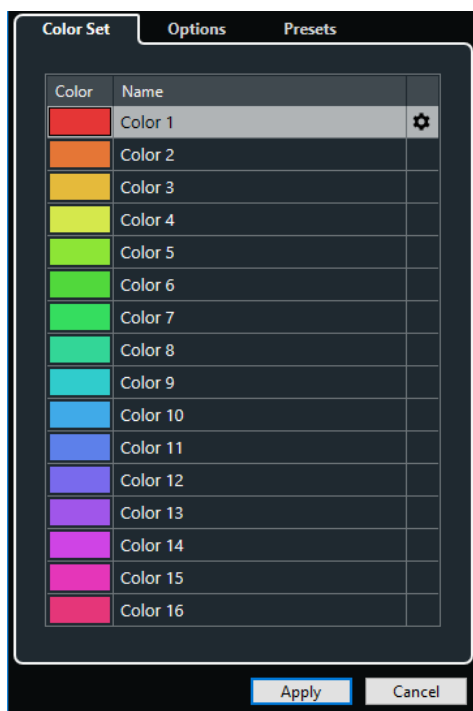 Color Set Options Presets
Color Name
Color 1
Color 2
Color 3
Color 4
Color 5
Color 6
Color 7
Color 8
Color 9
Color 10
Color 11
Color 12
Color 13
Color 14
Color 15
Color 16
Apply Cancel